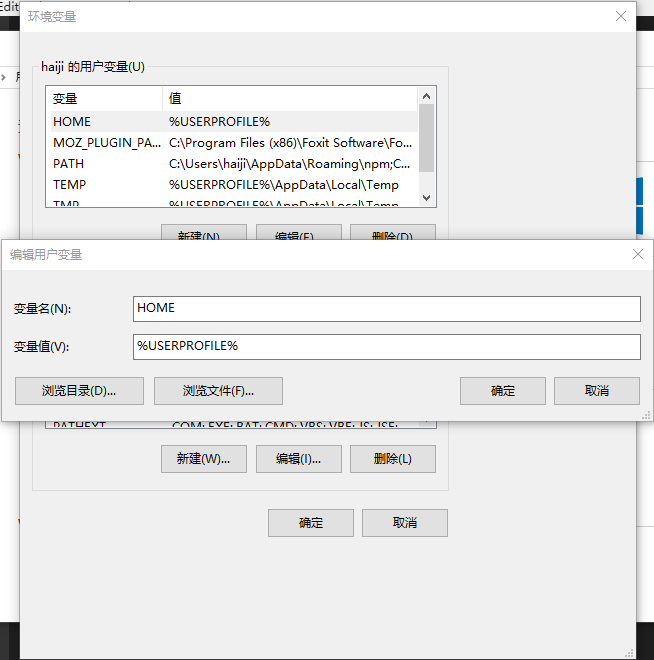 Edit
环境变量
haiji 的用户变量(U)
变量 值
HOME %USERPROFILE%
MOZ_PLUGIN_PA... C:\Program Files (x86)\Foxit Software\Fo...
PATH C:\Users\haiji\AppData\Roaming\npm;C...
TEMP %USERPROFILE%\AppData\Local\Temp
TMP %USERPROFILE%\AppData\Local\Temp
新建(N)... 编辑(E)... 删除(D)
编辑用户变量
变量名(N): HOME
变量值(V): %USERPROFILE%
浏览目录(D)... 浏览文件(F)... 确定 取消
PATHEXT .COM;.EXE;.BAT;.CMD;.VBS;.VBE;.JS;.JSE;...
新建(W)... 编辑(I)... 删除(L)
确定 取消